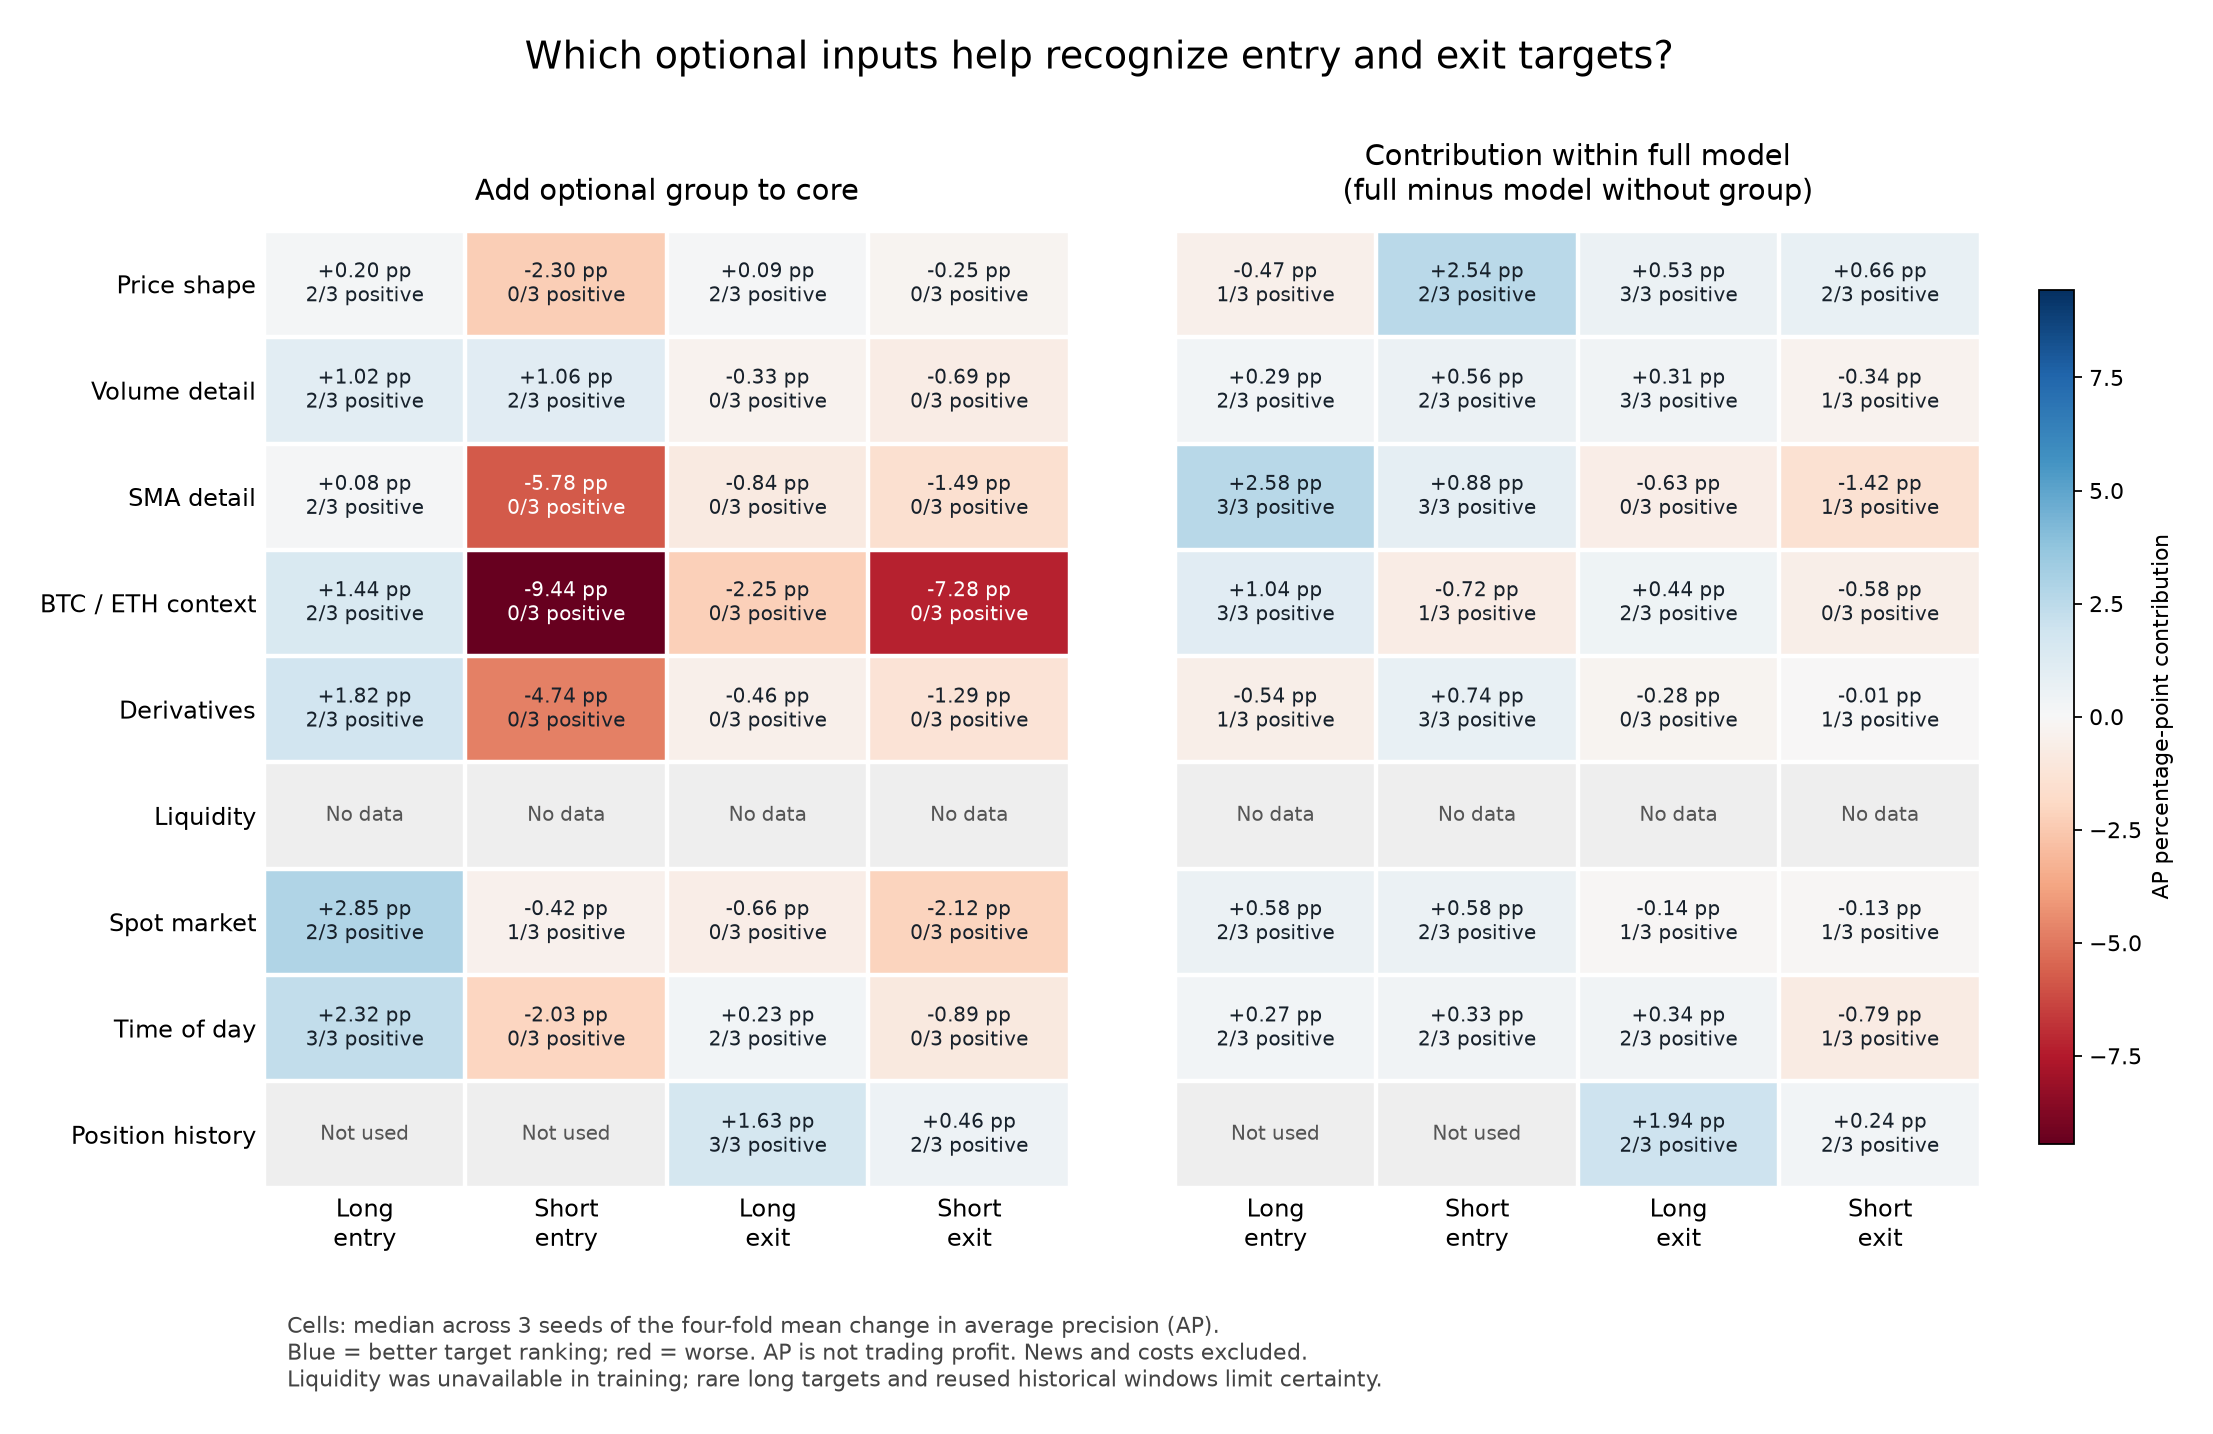 Which optional inputs help recognize entry and exit targets?
Add optional group to core
Contribution within full model
(full minus model without group)
Price shape
+0.20 pp
2/3 positive
-2.30 pp
0/3 positive
+0.09 pp
2/3 positive
-0.25 pp
0/3 positive
-0.47 pp
1/3 positive
+2.54 pp
2/3 positive
+0.53 pp
3/3 positive
+0.66 pp
2/3 positive
Volume detail
+1.02 pp
2/3 positive
+1.06 pp
2/3 positive
-0.33 pp
0/3 positive
-0.69 pp
0/3 positive
+0.29 pp
2/3 positive
+0.56 pp
2/3 positive
+0.31 pp
3/3 positive
-0.34 pp
1/3 positive
SMA detail
+0.08 pp
2/3 positive
-5.78 pp
0/3 positive
-0.84 pp
0/3 positive
-1.49 pp
0/3 positive
+2.58 pp
3/3 positive
+0.88 pp
3/3 positive
-0.63 pp
0/3 positive
-1.42 pp
1/3 positive
BTC / ETH context
+1.44 pp
2/3 positive
-9.44 pp
0/3 positive
-2.25 pp
0/3 positive
-7.28 pp
0/3 positive
+1.04 pp
3/3 positive
-0.72 pp
1/3 positive
+0.44 pp
2/3 positive
-0.58 pp
0/3 positive
Derivatives
+1.82 pp
2/3 positive
-4.74 pp
0/3 positive
-0.46 pp
0/3 positive
-1.29 pp
0/3 positive
-0.54 pp
1/3 positive
+0.74 pp
3/3 positive
-0.28 pp
0/3 positive
-0.01 pp
1/3 positive
Liquidity
No data
No data
No data
No data
No data
No data
No data
No data
Spot market
+2.85 pp
2/3 positive
-0.42 pp
1/3 positive
-0.66 pp
0/3 positive
-2.12 pp
0/3 positive
+0.58 pp
2/3 positive
+0.58 pp
2/3 positive
-0.14 pp
1/3 positive
-0.13 pp
1/3 positive
Time of day
+2.32 pp
3/3 positive
-2.03 pp
0/3 positive
+0.23 pp
2/3 positive
-0.89 pp
0/3 positive
+0.27 pp
2/3 positive
+0.33 pp
2/3 positive
+0.34 pp
2/3 positive
-0.79 pp
1/3 positive
Position history
Not used
Not used
+1.63 pp
3/3 positive
+0.46 pp
2/3 positive
Not used
Not used
+1.94 pp
2/3 positive
+0.24 pp
2/3 positive
Long
entry
Short
entry
Long
exit
Short
exit
Long
entry
Short
entry
Long
exit
Short
exit
7.5
5.0
2.5
0.0
−2.5
−5.0
−7.5
AP percentage-point contribution
Cells: median across 3 seeds of the four-fold mean change in average precision (AP).
Blue = better target ranking; red = worse. AP is not trading profit. News and costs excluded.
Liquidity was unavailable in training; rare long targets and reused historical windows limit certainty.